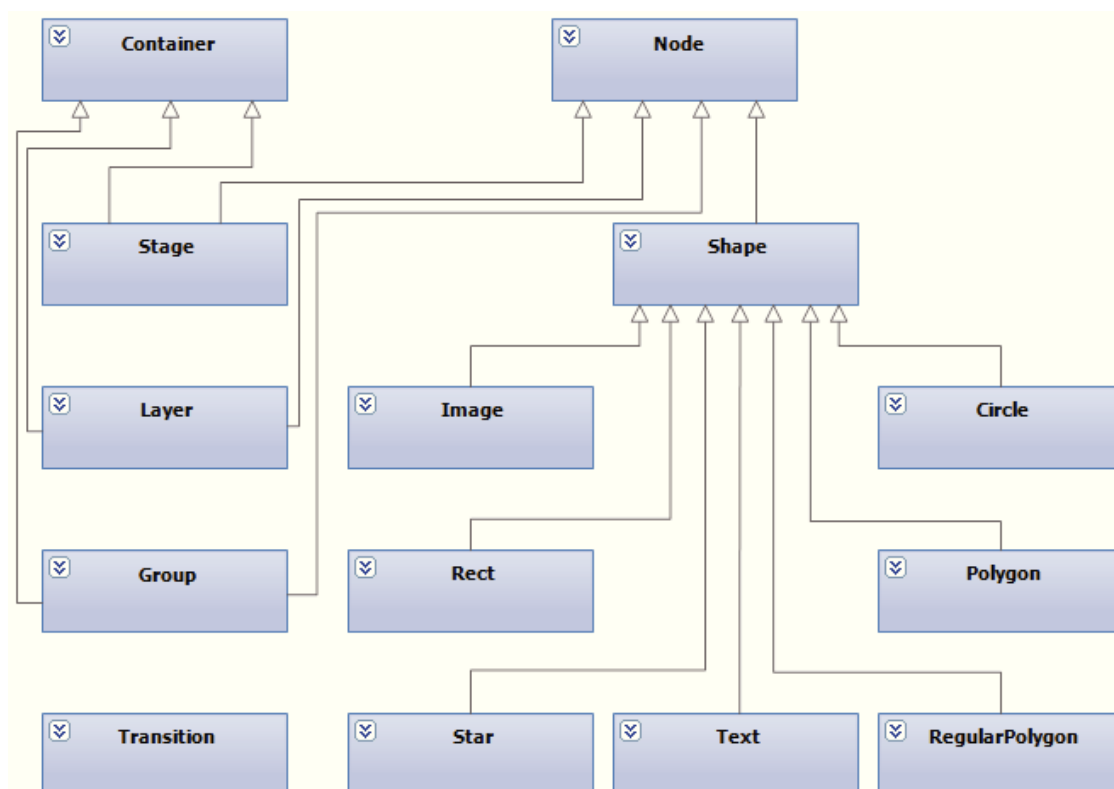 Container
Node
Stage
Shape
Layer
Image
Circle
Group
Rect
Polygon
Transition
Star
Text
RegularPolygon